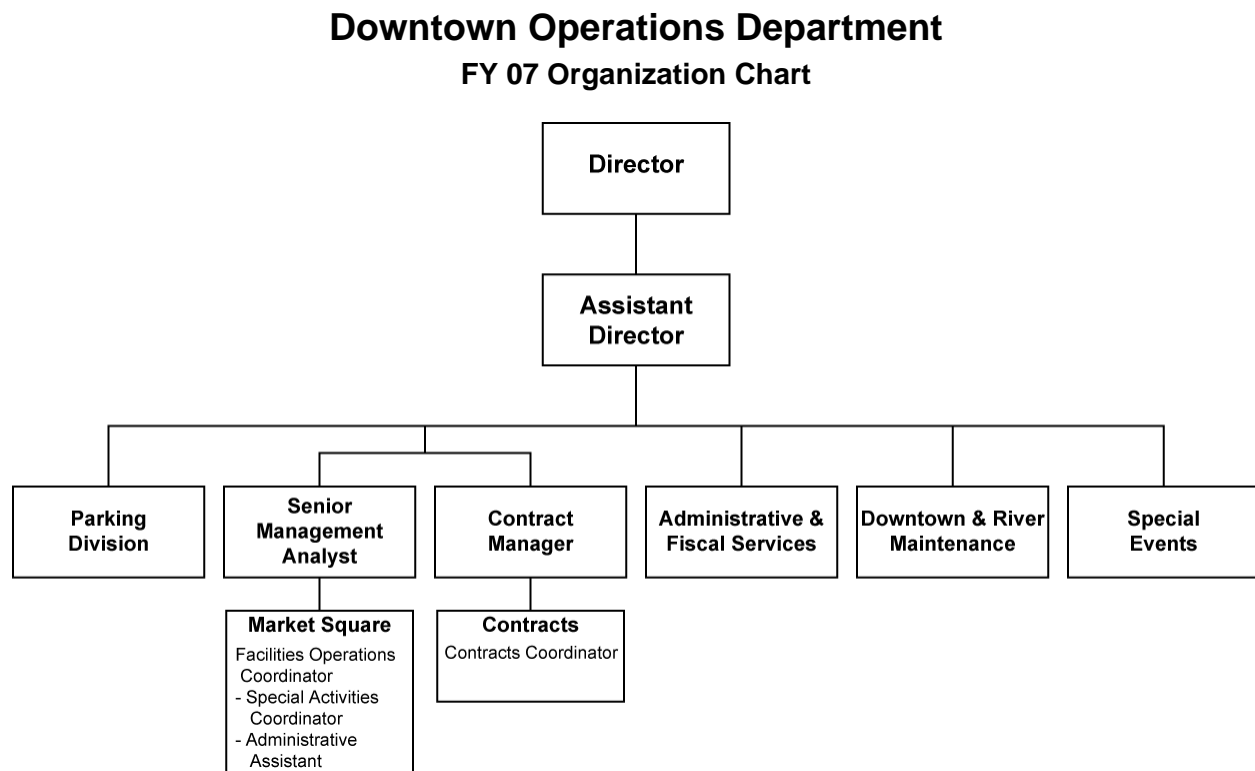 Downtown Operations Department
FY 07 Organization Chart
Director
Assistant
Director
Parking
Division
Senior
Management
Analyst
Contract
Manager
Administrative &
Fiscal Services
Downtown & River
Maintenance
Special
Events
Market Square
Facilities Operations
Coordinator
- Special Activities
Coordinator
- Administrative
Assistant
Contracts
Contracts Coordinator